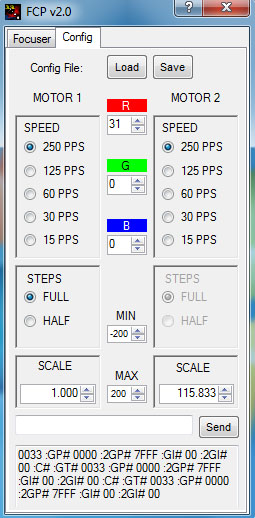 FCP v2.0
?
X
Focuser Config
Config File: Load Save
MOTOR 1 R MOTOR 2
31
SPEED SPEED
250 PPS G 250 PPS
125 PPS 0 125 PPS
60 PPS 60 PPS
30 PPS B 30 PPS
15 PPS 0 15 PPS
STEPS STEPS
FULL FULL
HALF MIN HALF
-200
SCALE MAX SCALE
1.000 200 115.833
Send
0033 :GP# 0000 :2GP# 7FFF :GI# 00 :2GI#
00 :C# :GT# 0033 :GP# 0000 :2GP# 7FFF
:GI# 00 :2GI# 00 :C# :GT# 0033 :GP# 0000
:2GP# 7FFF :GI# 00 :2GI# 00